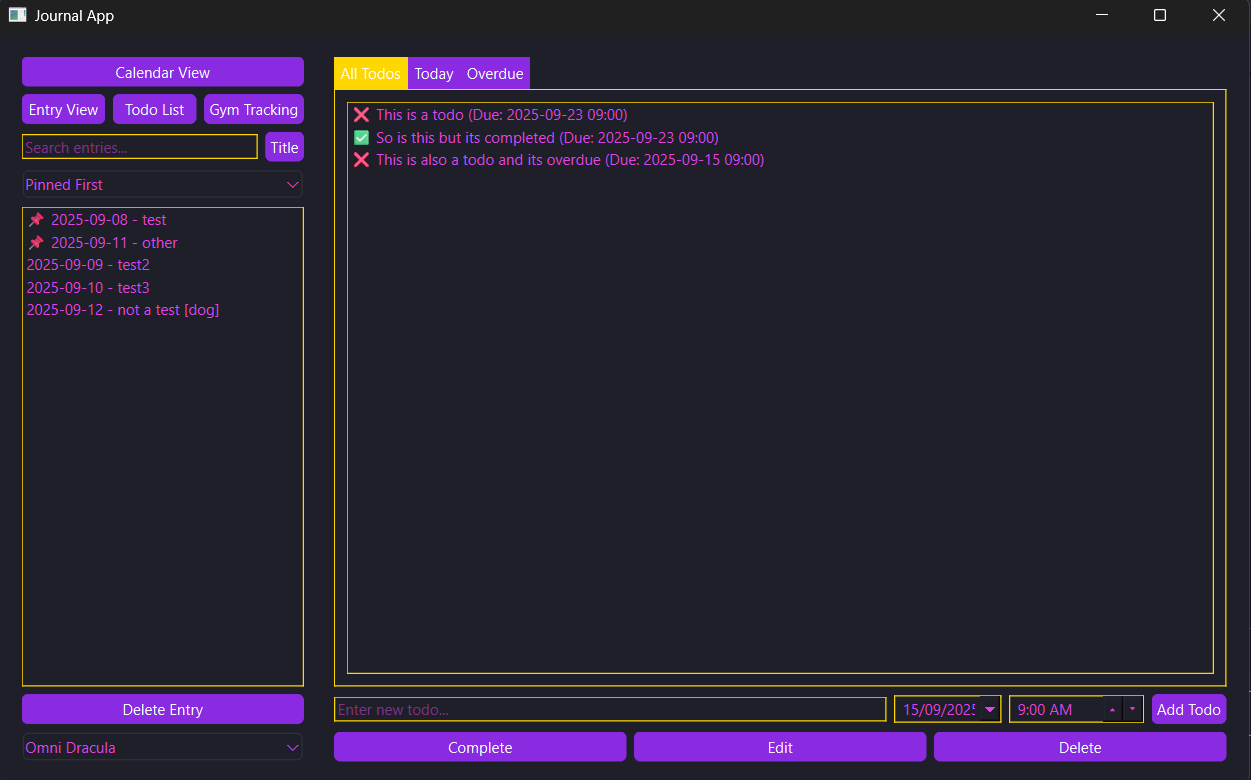 Journal App
Calendar View
Entry View Todo List Gym Tracking
Search entries... Title
Pinned First
📌 2025-09-08 - test
📌 2025-09-11 - other
2025-09-09 - test2
2025-09-10 - test3
2025-09-12 - not a test [dog]
Delete Entry
Omni Dracula
All Todos Today Overdue
❌ This is a todo (Due: 2025-09-23 09:00)
✅ So is this but its completed (Due: 2025-09-23 09:00)
❌ This is also a todo and its overdue (Due: 2025-09-15 09:00)
Enter new todo... 15/09/2025 9:00 AM Add Todo
Complete Edit Delete